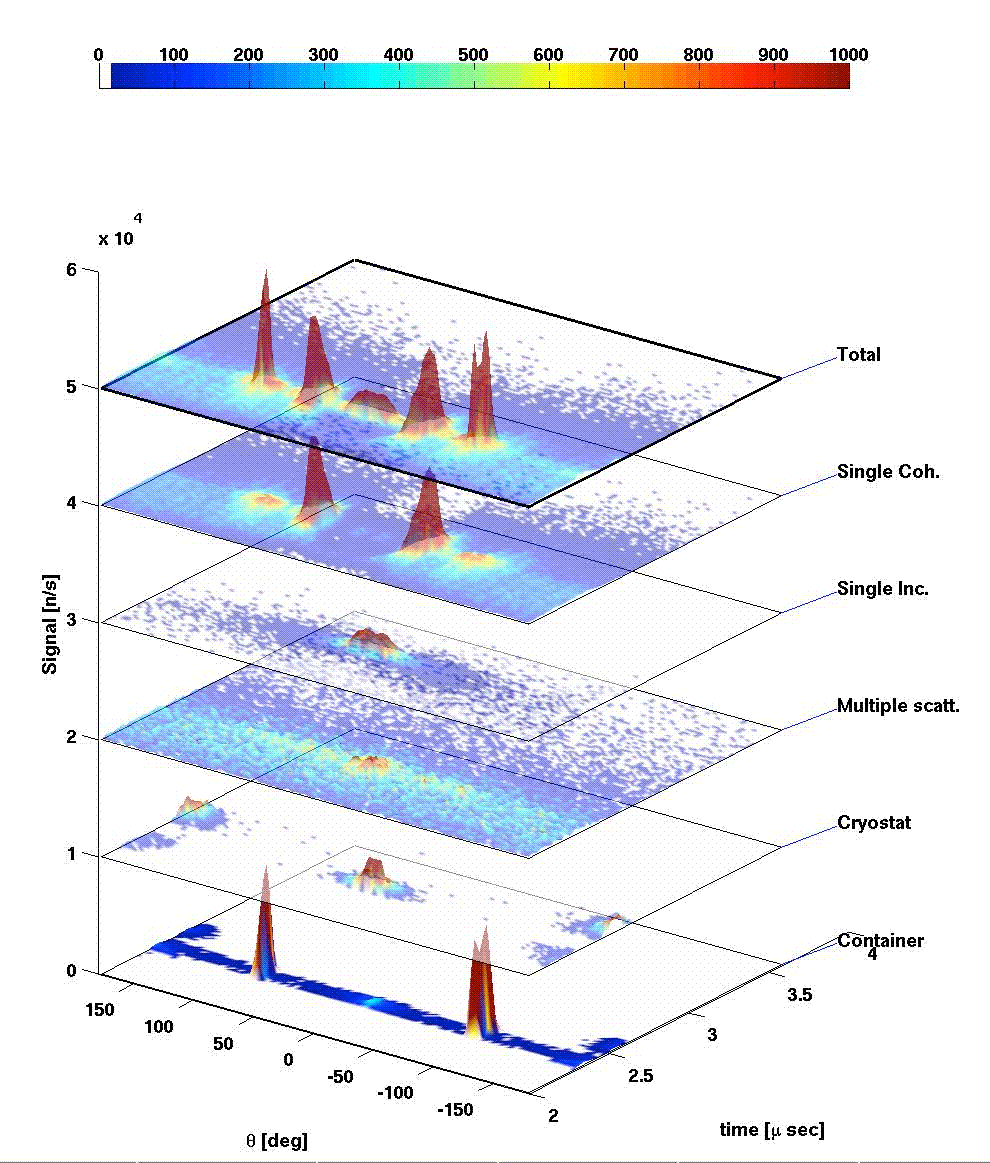 0 100 200 300 400 500 600 700 800 900 1000
4
x 10
6
Total
5
Single Coh.
4
Single Inc.
3
Signal [n/s]
Multiple scatt.
2
Cryostat
1
Container
4
0
3.5
150
100
3
50
0
2.5
-50
-100
-150
2
time [μ sec]
θ [deg]